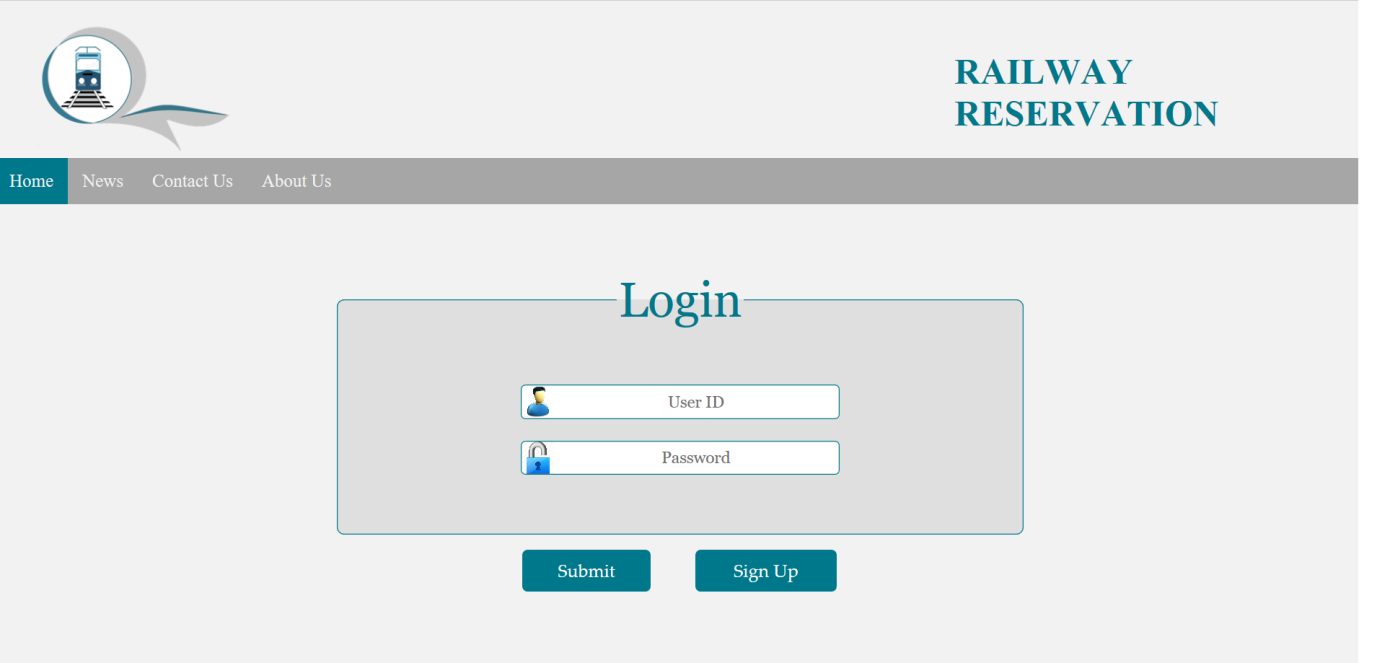 RAILWAY
RESERVATION
Home News Contact Us About Us
Login
User ID
Password
Submit Sign Up